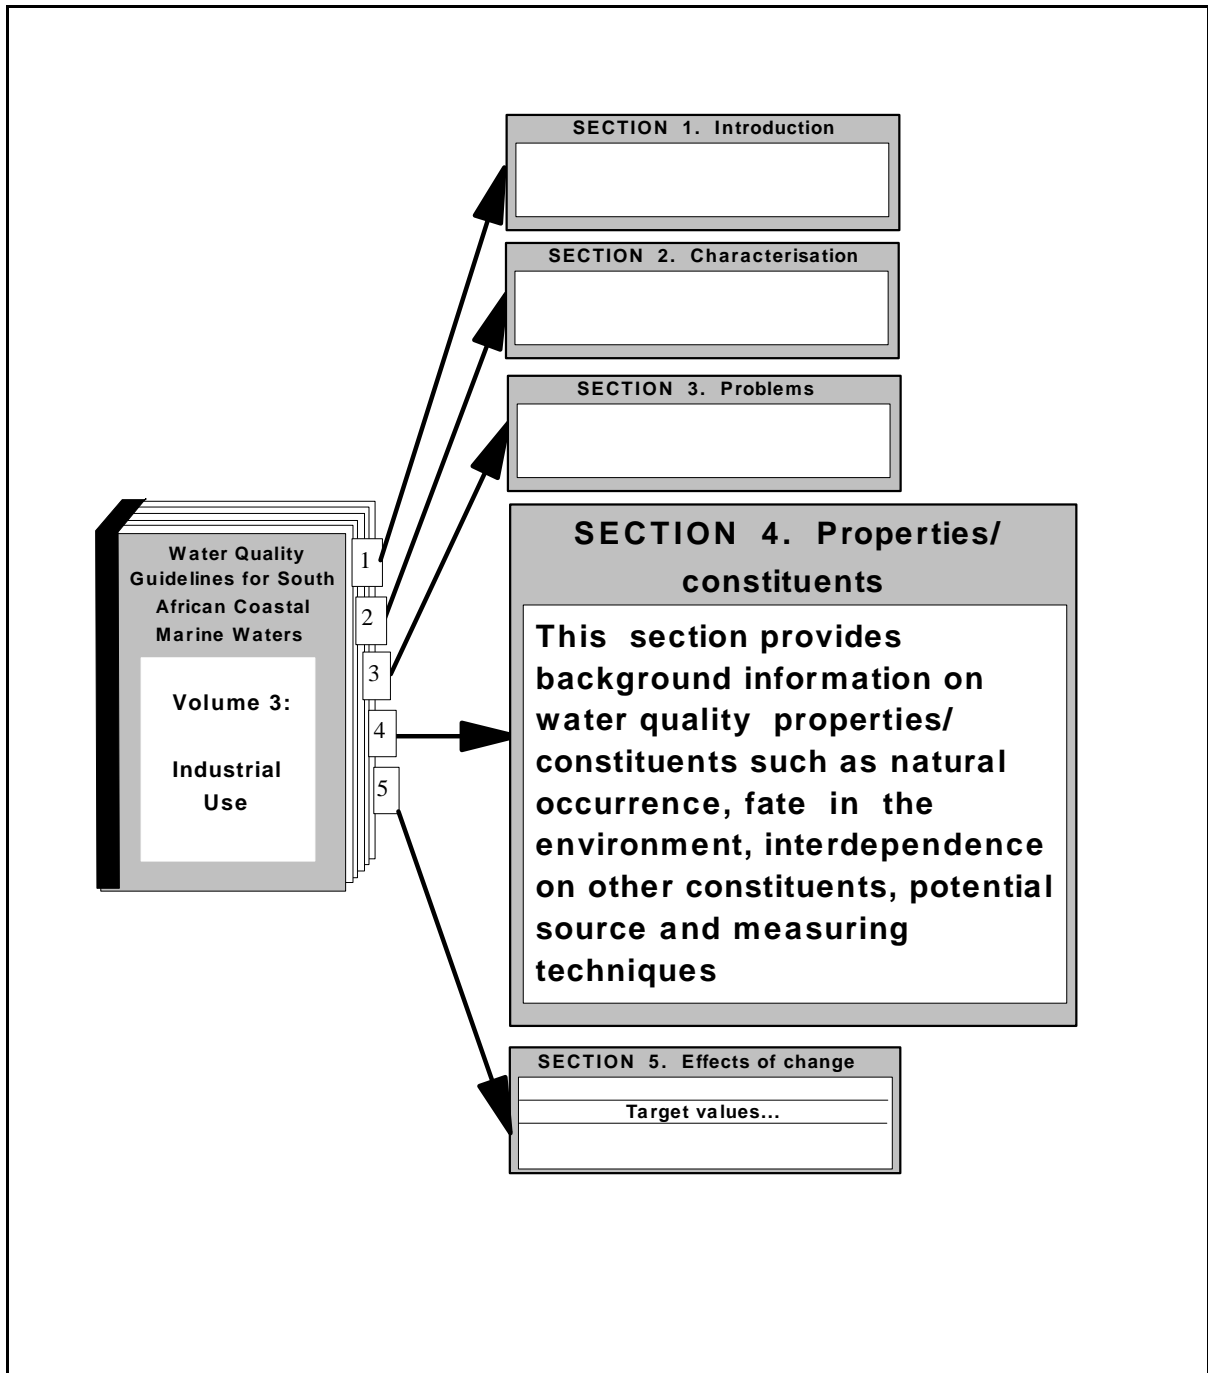 SECTION 1. Introduction
SECTION 2. Characterisation
SECTION 3. Problems
Water Quality
Guidelines for South
African Coastal
Marine Waters
Volume 3:
Industrial
Use
1
2
3
4
5
SECTION 4. Properties/
constituents
This section provides
background information on
water quality properties/
constituents such as natural
occurrence, fate in the
environment, interdependence
on other constituents, potential
source and measuring
techniques
SECTION 5. Effects of change
Target values...